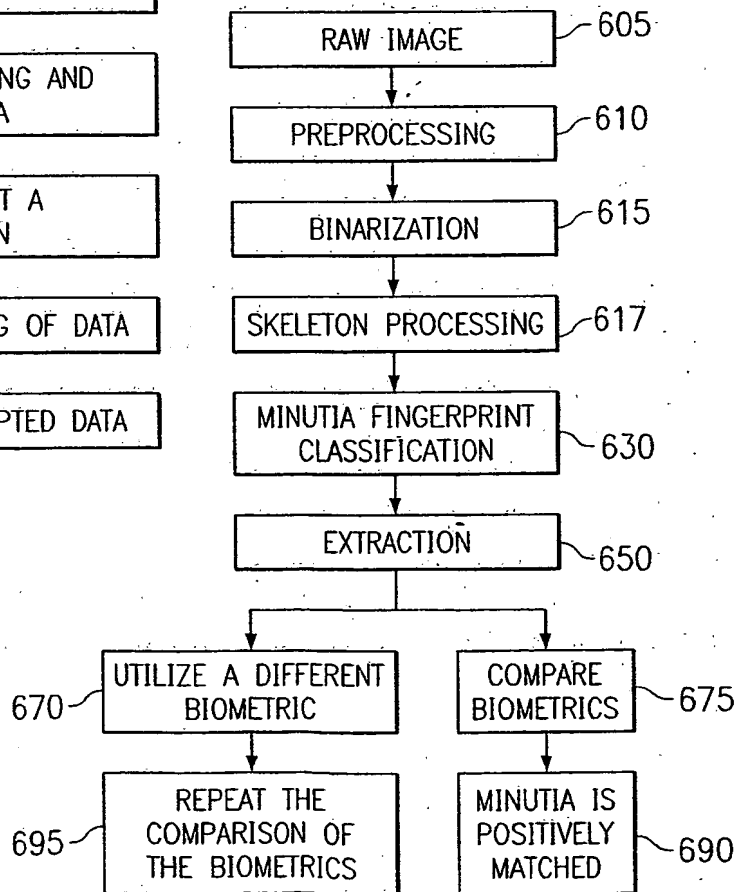 NG AND
A
T A
N
G OF DATA
PTED DATA
RAW IMAGE
605
PREPROCESSING
610
BINARIZATION
615
SKELETON PROCESSING
617
MINUTIA FINGERPRINT
CLASSIFICATION
630
EXTRACTION
650
UTILIZE A DIFFERENT
BIOMETRIC
670
COMPARE
BIOMETRICS
675
REPEAT THE
COMPARISON OF
THE BIOMETRICS
695
MINUTIA IS
POSITIVELY
MATCHED
690